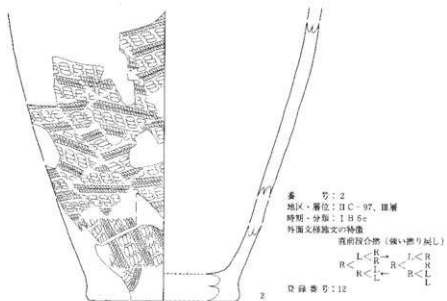 番　号：2
地区・層位：ⅡC-97、Ⅲ層
時期・分類：ⅠB5c
外面文様施文の特徴
直前段合撚（強い撚り戻し）
L＜R→　L＜R
R＜　R　R＜　R
登録番号：12
2